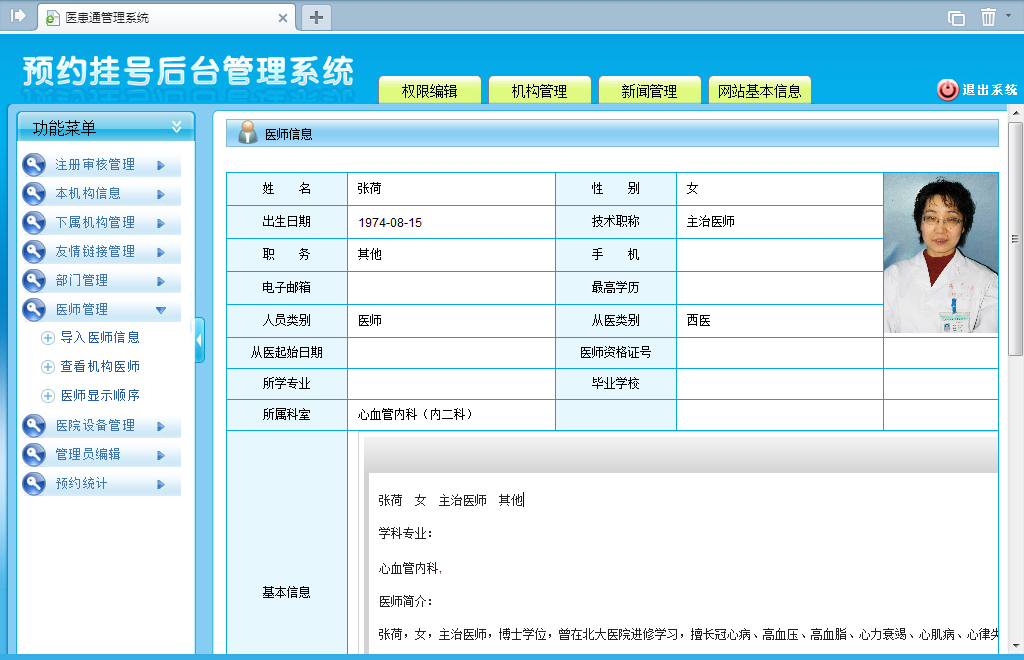 医患通管理系统
预约挂号后台管理系统
权限编辑 机构管理 新闻管理 网站基本信息
退出系统
功能菜单
注册审核管理
本机构信息
下属机构管理
友情链接管理
部门管理
医师管理
导入医师信息
查看机构医师
医师显示顺序
医院设备管理
管理员编辑
预约统计
医师信息
姓 名 张荷 性 别 女
出生日期 1974-08-15 技术职称 主治医师
职 务 其他 手 机
电子邮箱 最高学历
人员类别 医师 从医类别 西医
从医起始日期 医师资格证号
所学专业 毕业学校
所属科室 心血管内科（内二科）
基本信息
张荷 女 主治医师 其他
学科专业：
心血管内科,
医师简介：
张荷，女，主治医师，博士学位，曾在北大医院进修学习，擅长冠心病、高血压、高血脂、心力衰竭、心肌病、心律